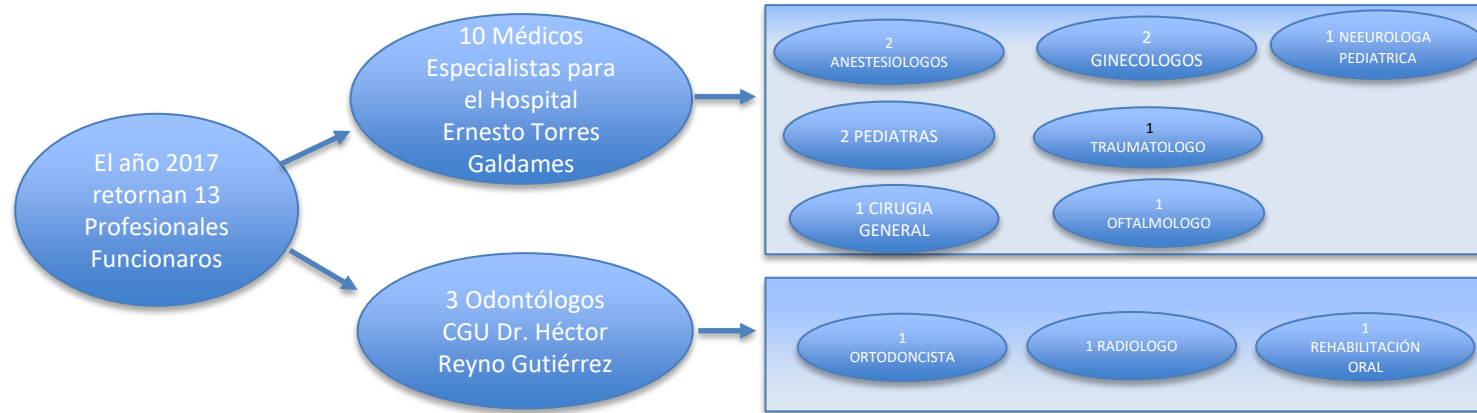 El año 2017
retornan 13
Profesionales
Funcionaros
10 Médicos
Especialistas para
el Hospital
Ernesto Torres
Galdames
3 Odontólogos
CGU Dr. Héctor
Reyno Gutiérrez
2
ANESTESIOLOGOS
2
GINECOLOGOS
1 NEEUROLOGA
PEDIATRICA
2 PEDIATRAS
1
TRAUMATOLOGO
1 CIRUGIA
GENERAL
1
OFTALMOLOGO
1
ORTODONCISTA
1 RADIOLOGO
1
REHABILITACIÓN
ORAL